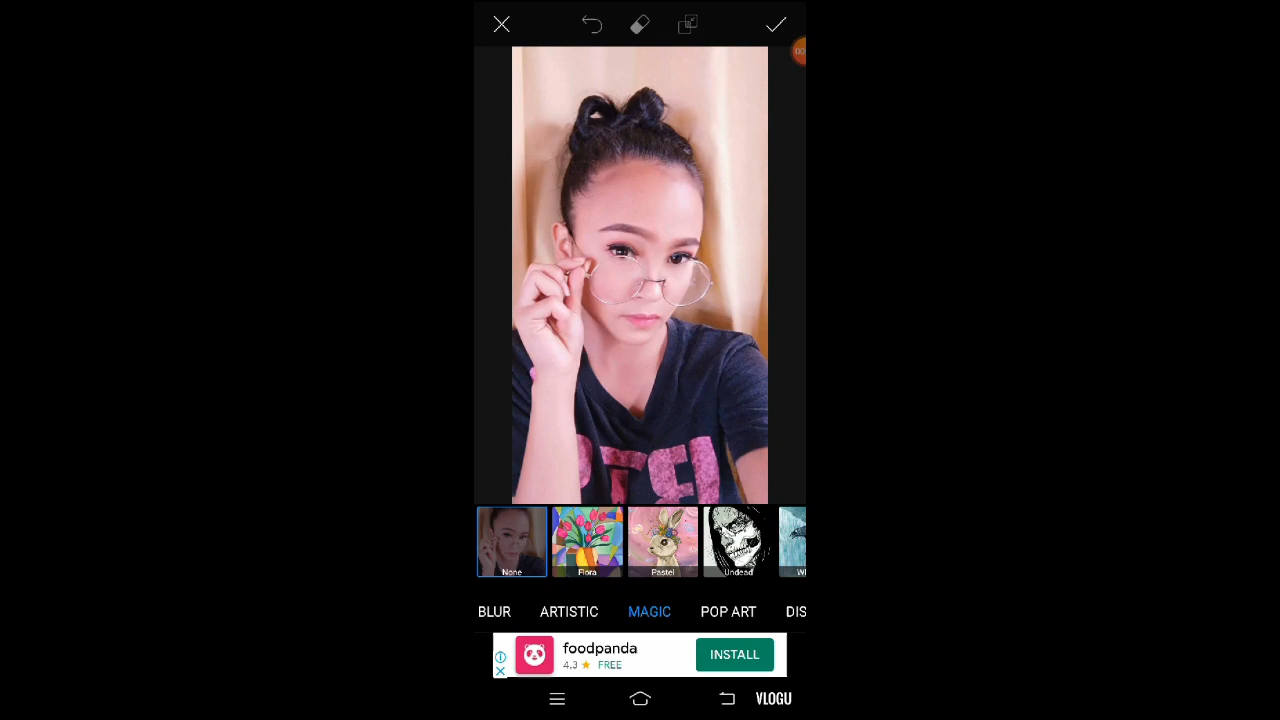 None
Flora
Pastel
Undead
BLUR ARTISTIC MAGIC POP ART DIS
foodpanda
4.3 ★ FREE
INSTALL
VLOGU